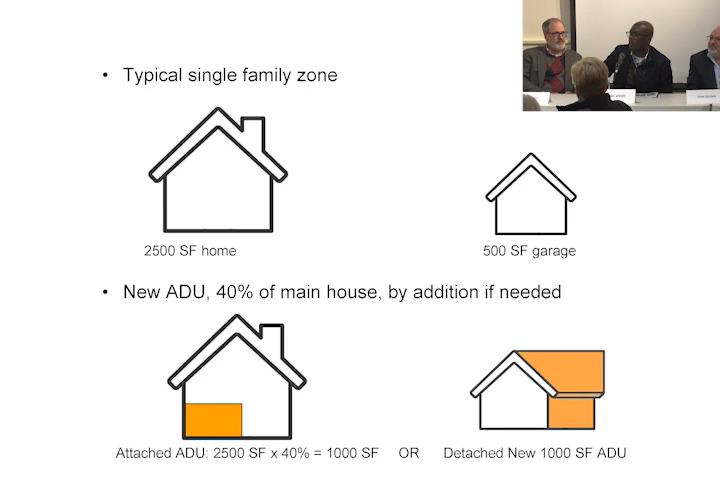 • Typical single family zone
2500 SF home
500 SF garage
• New ADU, 40% of main house, by addition if needed
Attached ADU: 2500 SF x 40% = 1000 SF OR Detached New 1000 SF ADU